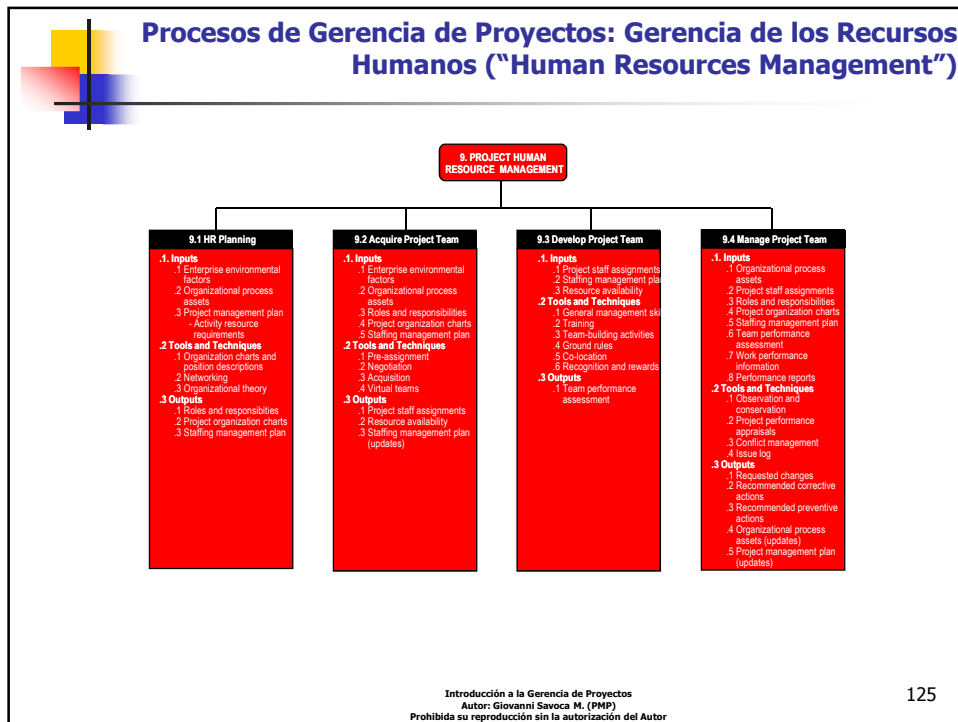 Procesos de Gerencia de Proyectos: Gerencia de los Recursos
Humanos (“Human Resources Management”)
9. PROJECT HUMAN
RESOURCE MANAGEMENT
9.1 HR Planning
.1. Inputs
.1 Enterprise environmental
factors
.2 Organizational process
assets
.3 Project management plan
- Activity resource
requirements
.2 Tools and Techniques
.1 Organization charts and
position descriptions
.2 Networking
.3 Organizational theory
.3 Outputs
.1 Roles and responsibities
.2 Project organization charts
.3 Staffing management plan
9.2 Acquire Project Team
.1. Inputs
.1 Enterprise environmental
factors
.2 Organizational process
assets
.3 Roles and responsibilities
.4 Project organization charts
.5 Staffing management plan
.2 Tools and Techniques
.1 Pre-assignment
.2 Negotiation
.3 Acquisition
.4 Virtual teams
.3 Outputs
.1 Project staff assignments
.2 Resource availability
.3 Staffing management plan
(updates)
9.3 Develop Project Team
.1. Inputs
.1 Project staff assignments
.2 Staffing management pla
.3 Resource availability
.2 Tools and Techniques
.1 General management ski
.2 Training
.3 Team-building activities
.4 Ground rules
.5 Co-location
.6 Recognition and rewards
.3 Outputs
.1 Team performance
assessment
9.4 Manage Project Team
.1. Inputs
.1 Organizational process
assets
.2 Project staff assignments
.3 Roles and responsibilities
.4 Project organization charts
.5 Staffing management plan
.6 Team performance
assessment
.7 Work performance
information
.8 Performance reports
.2 Tools and Techniques
.1 Observation and
conservation
.2 Project performance
appraisals
.3 Conflict management
.4 Issue log
.3 Outputs
.1 Requested changes
.2 Recommended corrective
actions
.3 Recommended preventive
actions
.4 Organizational process
assets (updates)
.5 Project management plan
(updates)
Introducción a la Gerencia de Proyectos
Autor: Giovanni Savoca M. (PMP)
Prohibida su reproducción sin la autorización del Autor
125